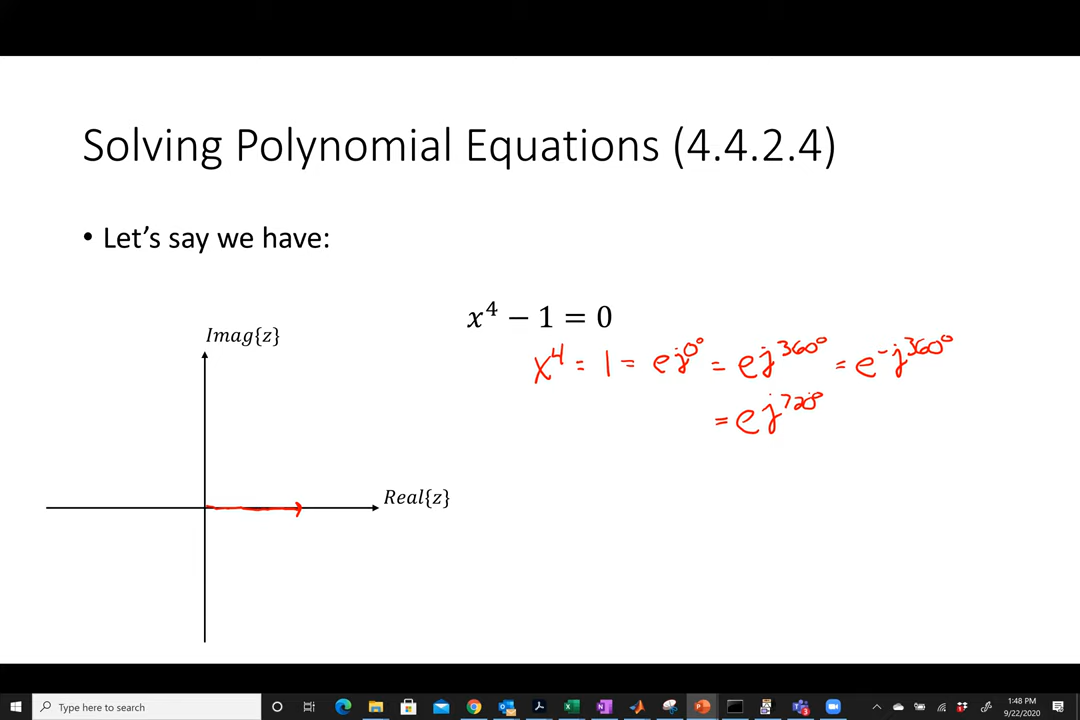 Solving Polynomial Equations (4.4.2.4)
• Let's say we have:
x⁴ − 1 = 0
Imag{z}
x⁴ = 1 = e^j0° = e^j360° = e^-j360°
= e^j720°
Real{z}
Type here to search
1:48 PM
9/22/2020